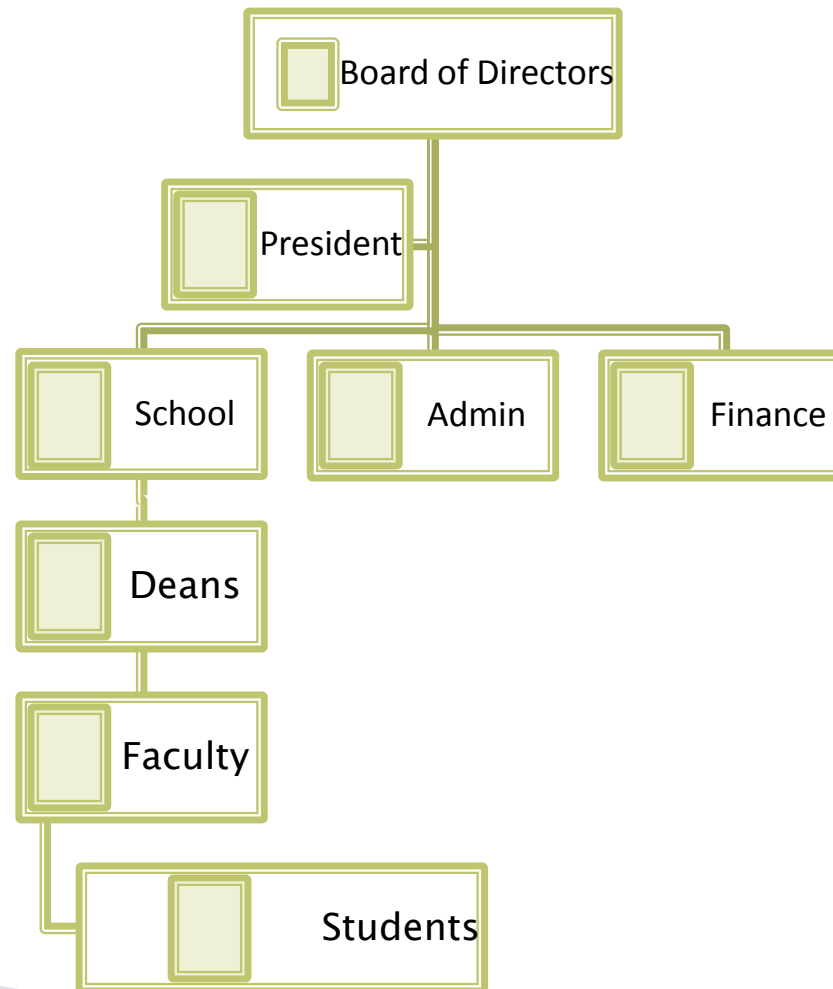 Board of Directors
President
School
Admin
Finance
Deans
Faculty
Students